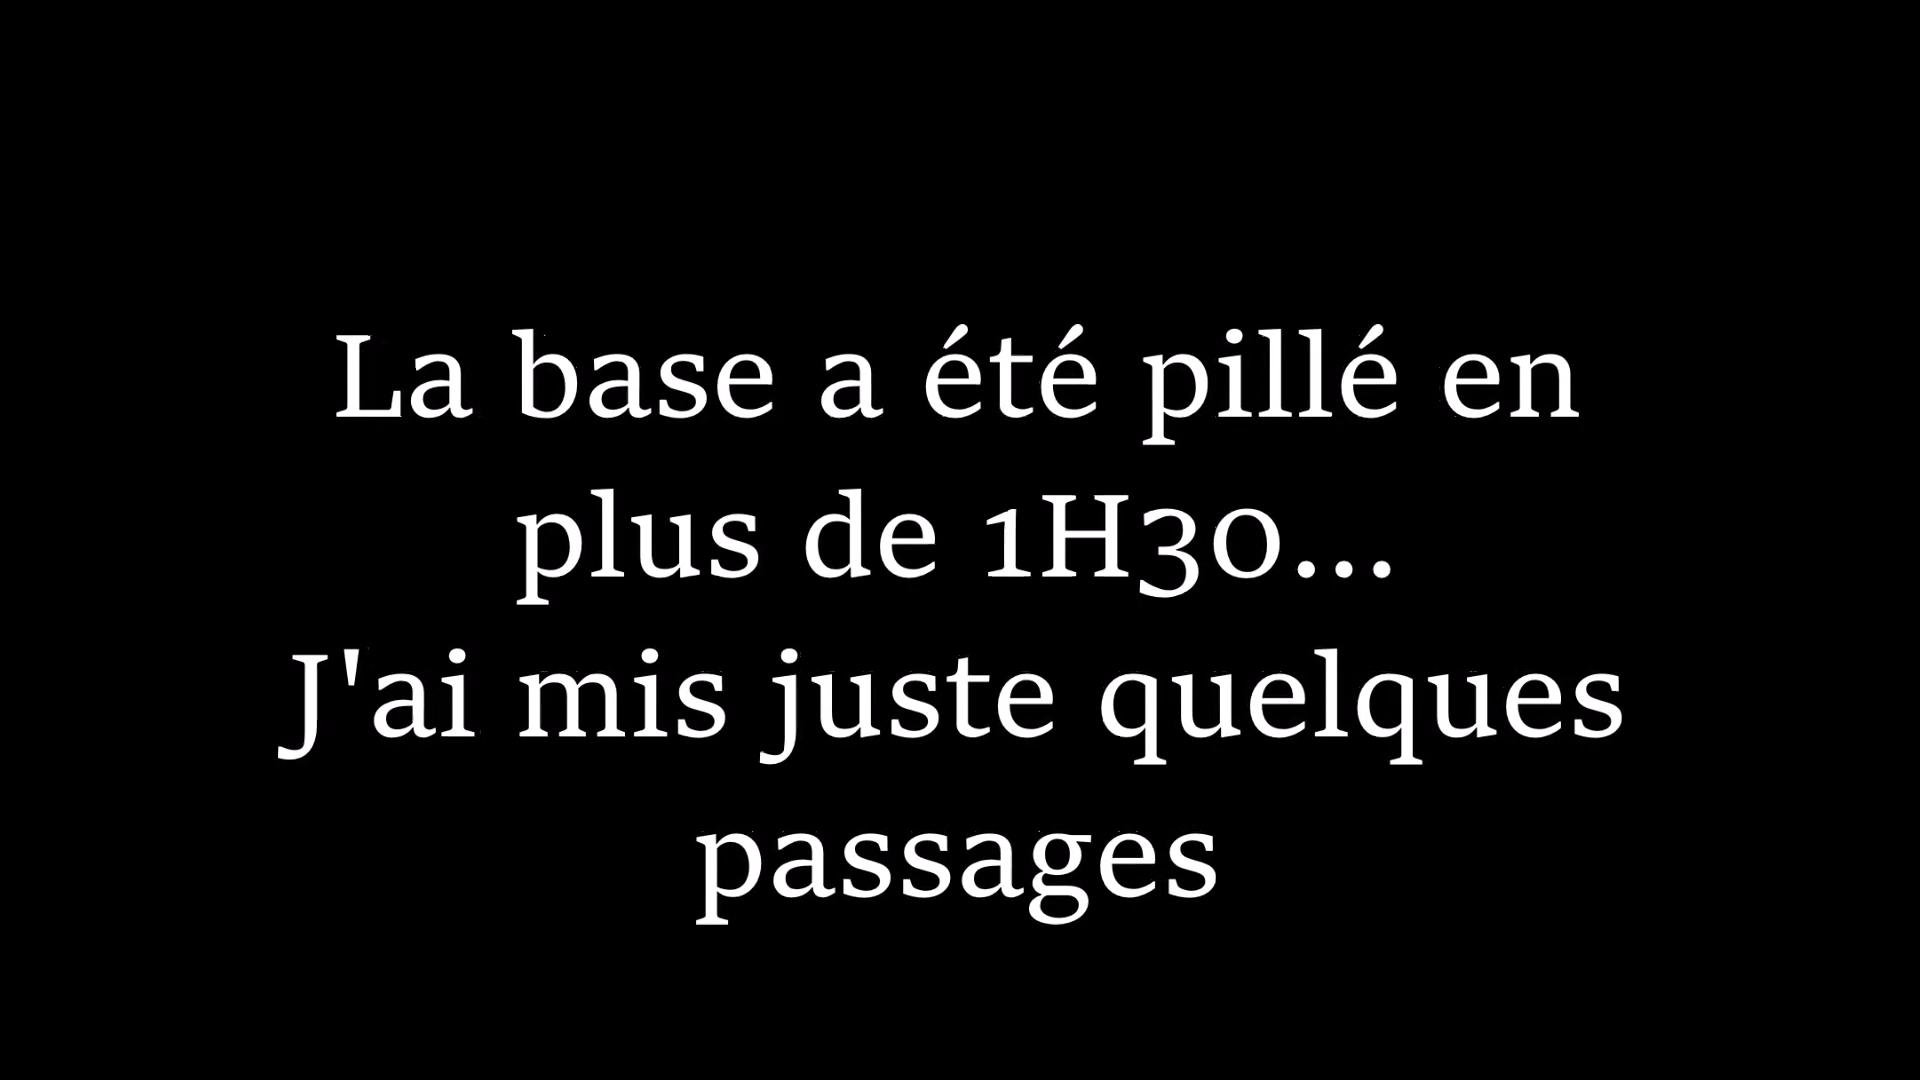 La base a été pillé en
plus de 1H30...
J'ai mis juste quelques
passages